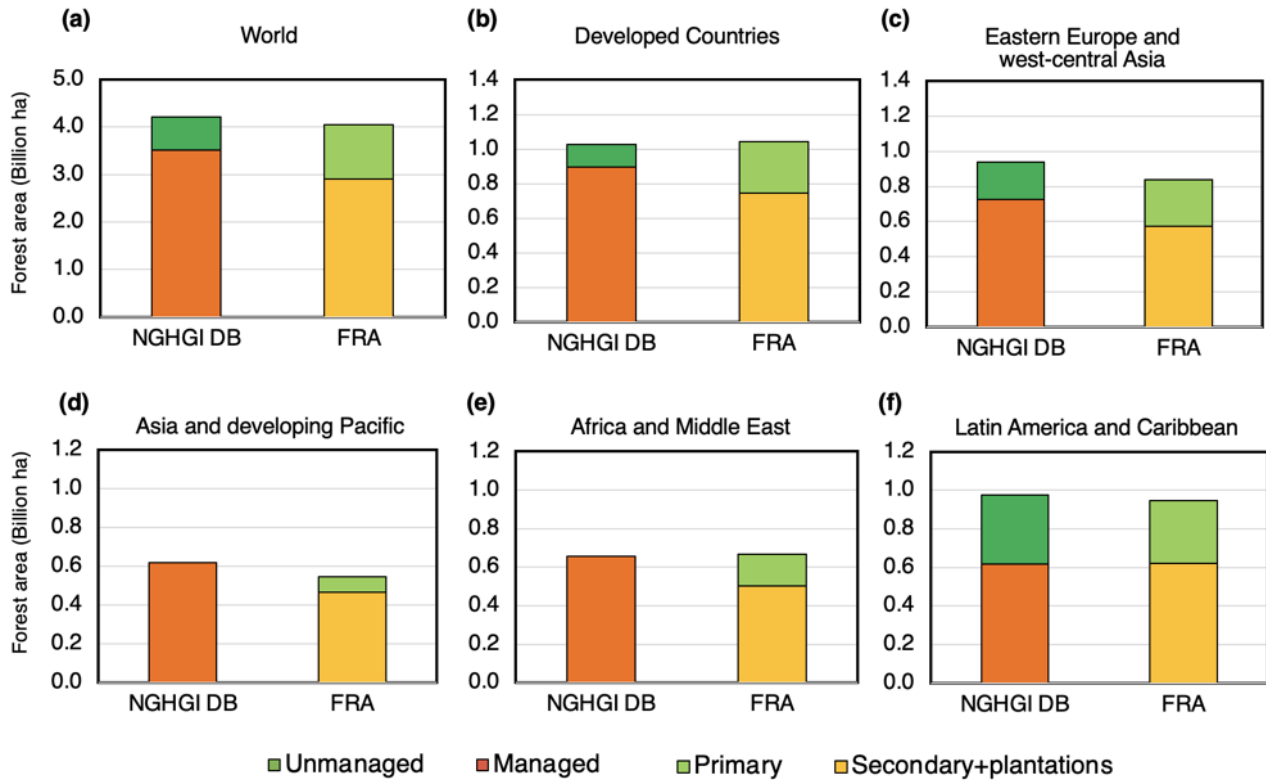 (a)
World
Forest area (Billion ha)
5.0
4.0
3.0
2.0
1.0
0.0
NGHGI DB FRA
(b)
Developed Countries
1.4
1.2
1.0
0.8
0.6
0.4
0.2
0.0
NGHGI DB FRA
(c)
Eastern Europe and
west-central Asia
1.4
1.2
1.0
0.8
0.6
0.4
0.2
0.0
NGHGI DB FRA
(d)
Asia and developing Pacific
Forest area (Billion ha)
1.2
1.0
0.8
0.6
0.4
0.2
0.0
NGHGI DB FRA
(e)
Africa and Middle East
1.2
1.0
0.8
0.6
0.4
0.2
0.0
NGHGI DB FRA
(f)
Latin America and Caribbean
1.2
1.0
0.8
0.6
0.4
0.2
0.0
NGHGI DB FRA
Unmanaged Managed Primary Secondary+plantations